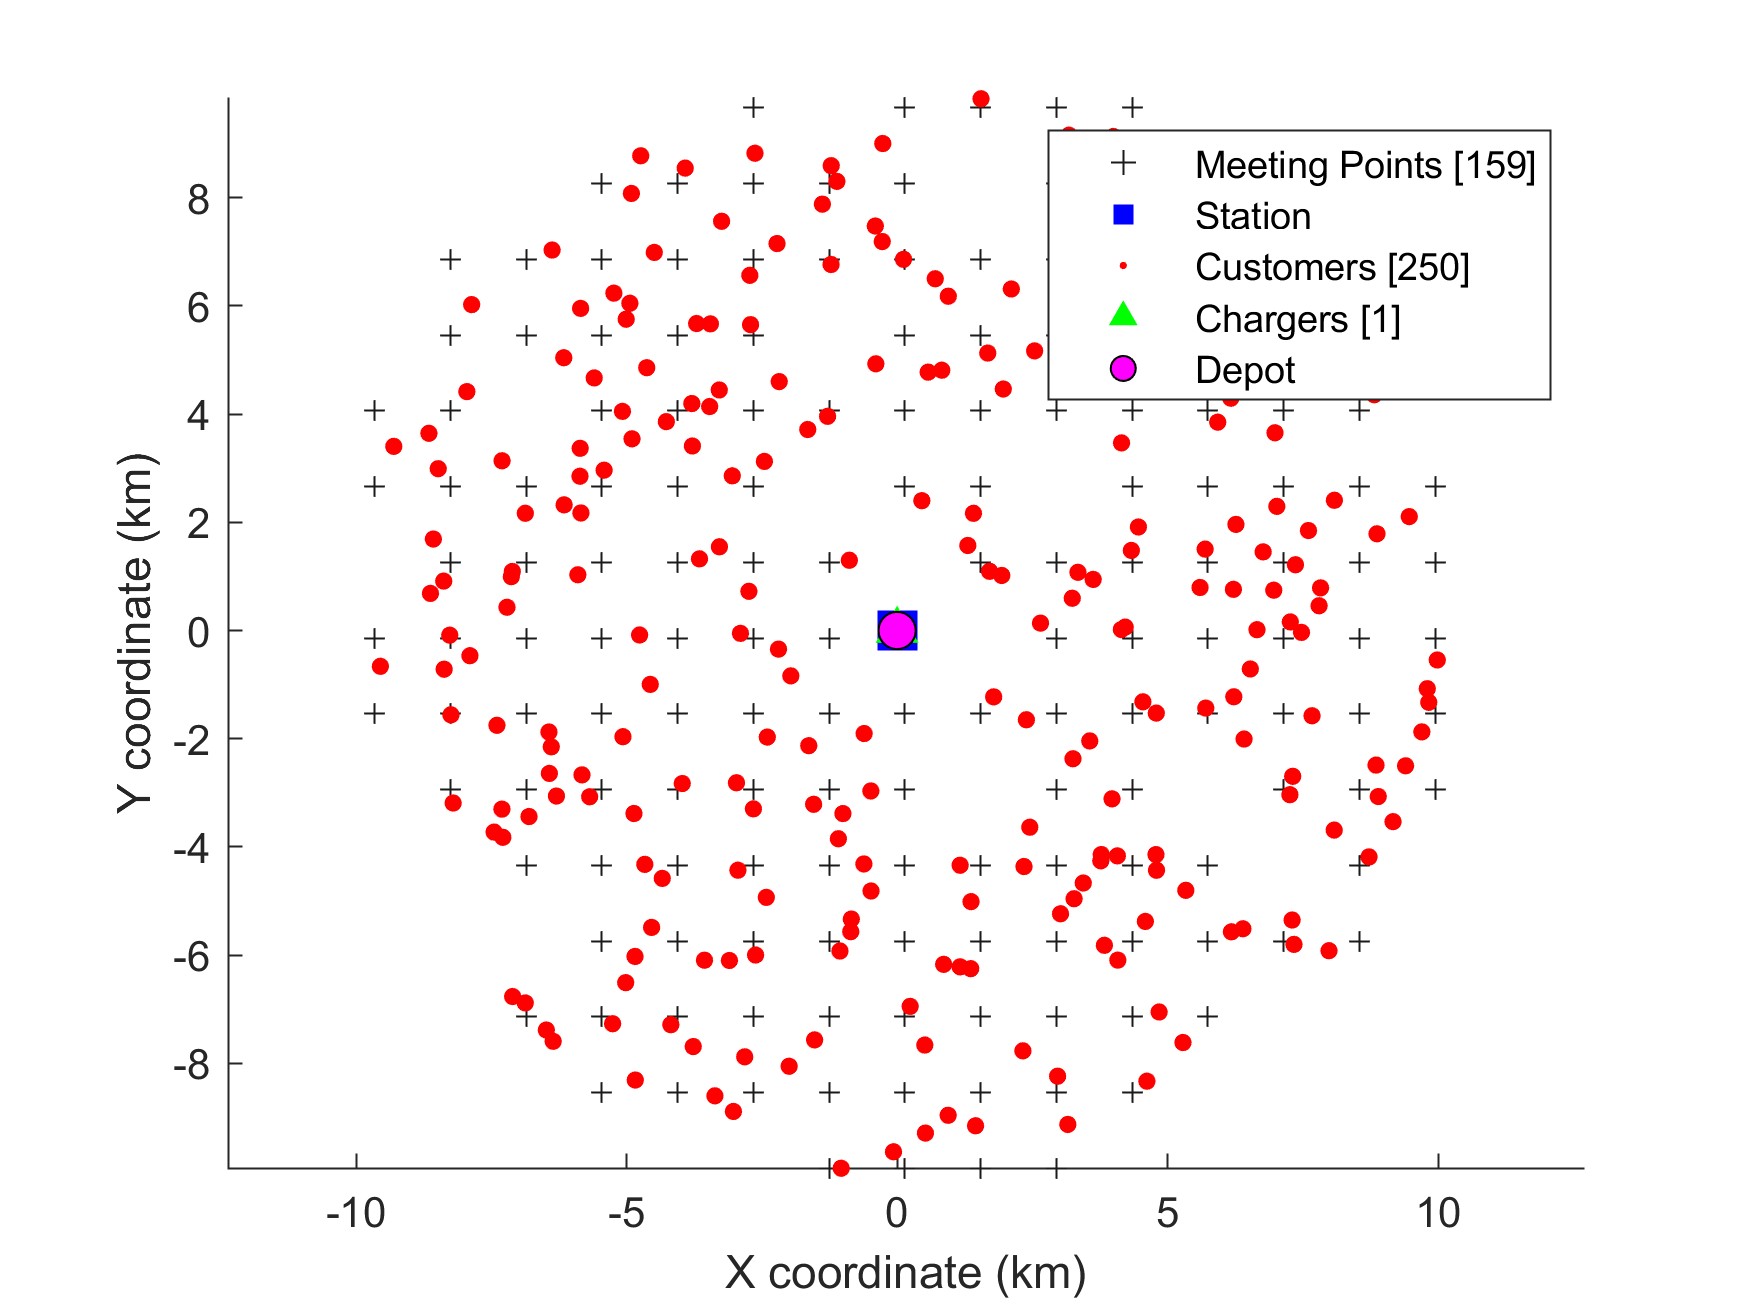 Meeting Points [159]
Station
Customers [250]
Chargers [1]
Depot
8
6
4
2
0
-2
-4
-6
-8
Y coordinate (km)
-10 -5 0 5 10
X coordinate (km)